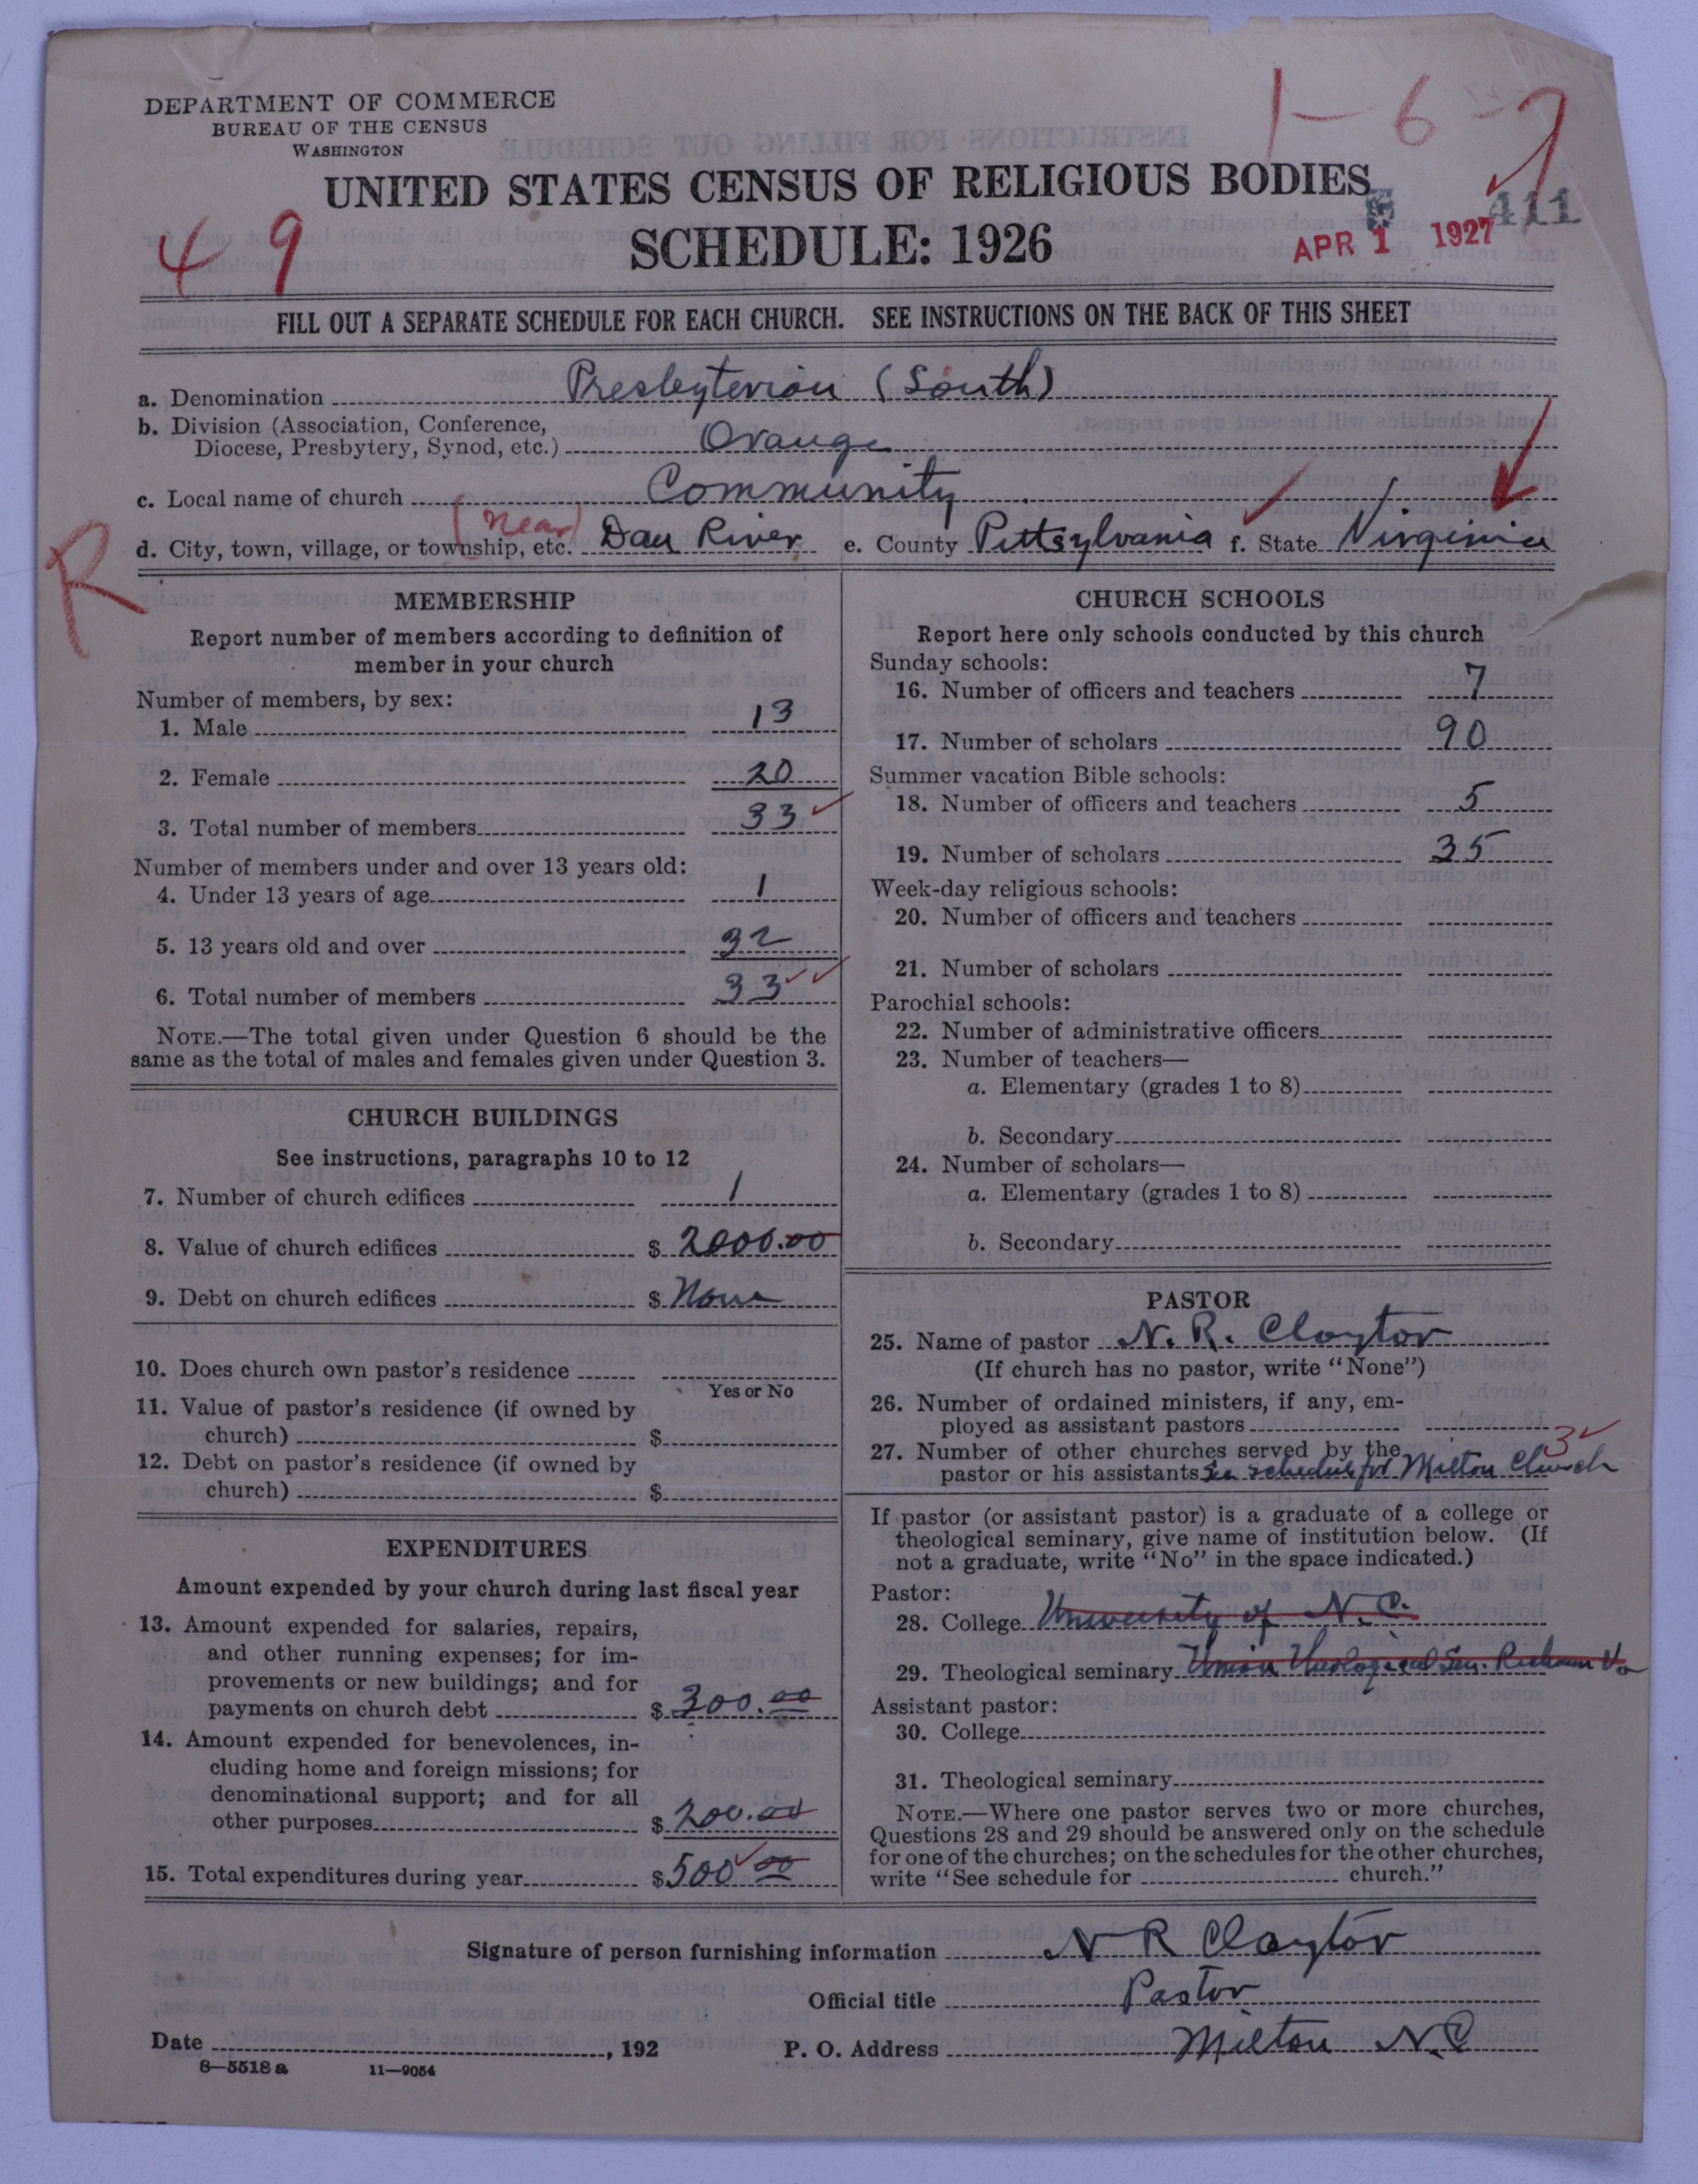 DEPARTMENT OF COMMERCE
BUREAU OF THE CENSUS
WASHINGTON
1-6-7
UNITED STATES CENSUS OF RELIGIOUS BODIES
411
49
SCHEDULE: 1926
APR 1 1927
FILL OUT A SEPARATE SCHEDULE FOR EACH CHURCH. SEE INSTRUCTIONS ON THE BACK OF THIS SHEET
a. Denomination Presbyterian (South)
b. Division (Association, Conference,
Diocese, Presbytery, Synod, etc.) Orange
c. Local name of church Community
d. City, town, village, or township, etc. (near) Dan River e. County Pittsylvania f. State Virginia
R
MEMBERSHIP
Report number of members according to definition of
member in your church
Number of members, by sex:
1. Male 13
2. Female 20
3. Total number of members 33
Number of members under and over 13 years old:
4. Under 13 years of age 1
5. 13 years old and over 32
6. Total number of members 33
NOTE.—The total given under Question 6 should be the
same as the total of males and females given under Question 3.
CHURCH BUILDINGS
See instructions, paragraphs 10 to 12
7. Number of church edifices 1
8. Value of church edifices $ 2000.00
9. Debt on church edifices $ None
10. Does church own pastor's residence
Yes or No
11. Value of pastor's residence (if owned by
church) $
12. Debt on pastor's residence (if owned by
church) $
EXPENDITURES
Amount expended by your church during last fiscal year
13. Amount expended for salaries, repairs,
and other running expenses; for im-
provements or new buildings; and for
payments on church debt $ 300.00
14. Amount expended for benevolences, in-
cluding home and foreign missions; for
denominational support; and for all
other purposes $ 200.00
15. Total expenditures during year $ 500 00
CHURCH SCHOOLS
Report here only schools conducted by this church
Sunday schools:
16. Number of officers and teachers 7
17. Number of scholars 90
Summer vacation Bible schools:
18. Number of officers and teachers 5
19. Number of scholars 35
Week-day religious schools:
20. Number of officers and teachers
21. Number of scholars
Parochial schools:
22. Number of administrative officers
23. Number of teachers—
a. Elementary (grades 1 to 8)
b. Secondary
24. Number of scholars—
a. Elementary (grades 1 to 8)
b. Secondary
PASTOR
25. Name of pastor N. R. Claytor
(If church has no pastor, write "None")
26. Number of ordained ministers, if any, em-
ployed as assistant pastors
27. Number of other churches served by the 3
pastor or his assistants See schedule for Milton Church
If pastor (or assistant pastor) is a graduate of a college or
theological seminary, give name of institution below. (If
not a graduate, write "No" in the space indicated.)
Pastor:
28. College University of N.C.
29. Theological seminary Union Theological Sem. Va
Assistant pastor:
30. College
31. Theological seminary
NOTE.—Where one pastor serves two or more churches,
Questions 28 and 29 should be answered only on the schedule
for one of the churches; on the schedules for the other churches,
write "See schedule for church."
Signature of person furnishing information N R Claytor
Official title Pastor
Date , 192 P. O. Address Milton N.C
8—5518 a 11—9054